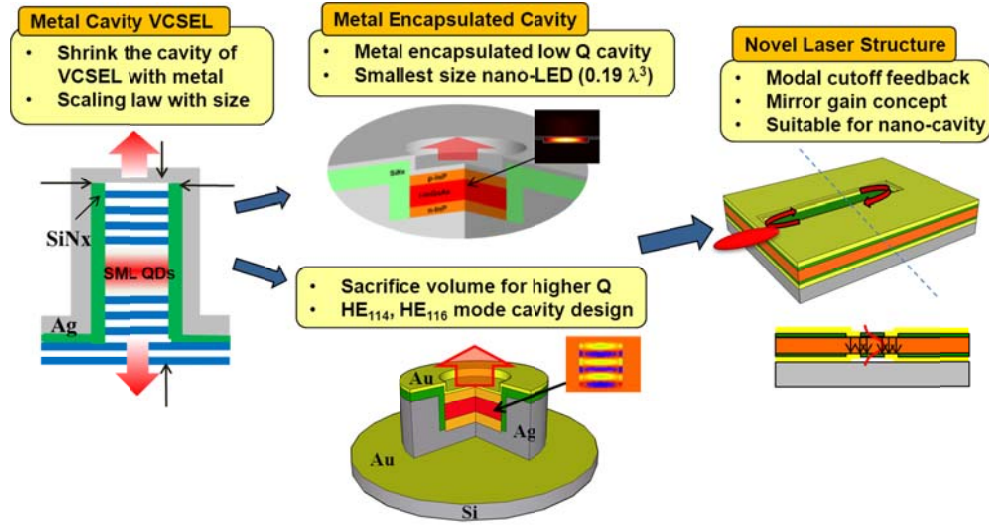 Metal Cavity VCSEL
• Shrink the cavity of
VCSEL with metal
• Scaling law with size
SiNx
SML QDs
Ag
Metal Encapsulated Cavity
• Metal encapsulated low Q cavity
• Smallest size nano-LED (0.19 λ³)
SiNx
p-InP
n-InP
• Sacrifice volume for higher Q
• HE₁₁₄, HE₁₁₆ mode cavity design
Au
Ag
Au
Si
Novel Laser Structure
• Modal cutoff feedback
• Mirror gain concept
• Suitable for nano-cavity